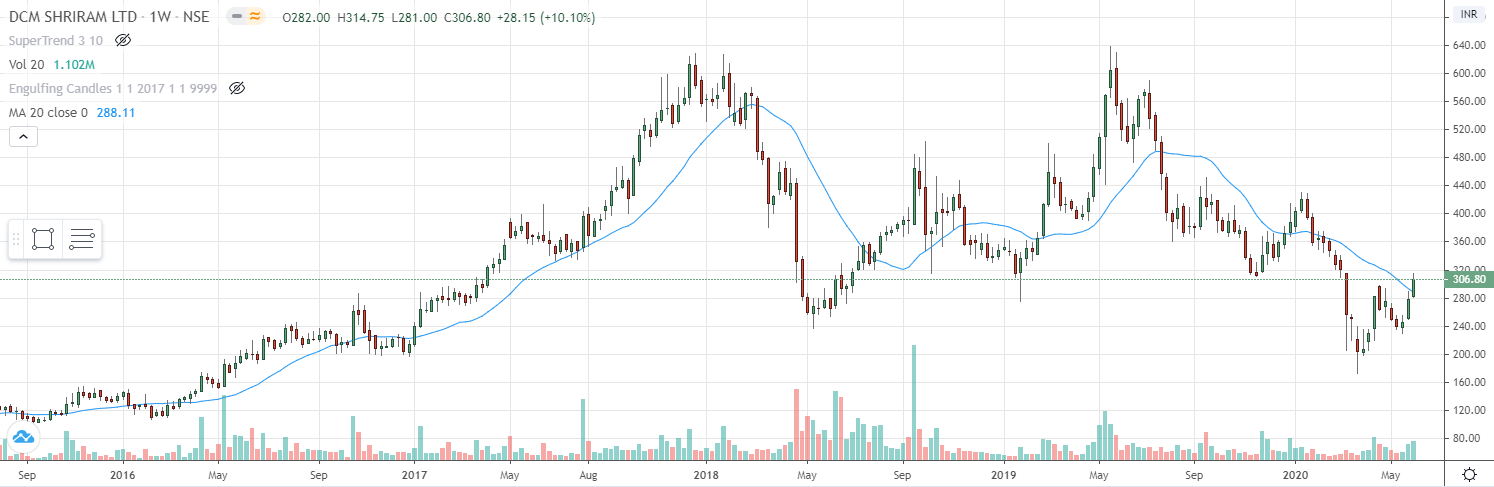 DCM SHRIRAM LTD · 1W · NSE O282.00 H314.75 L281.00 C306.80 +28.15 (+10.10%) INR
SuperTrend 3 10
Vol 20 1.102M
Engulfing Candles 1 1 2017 1 1 9999
MA 20 close 0 288.11
640.00
600.00
560.00
520.00
480.00
440.00
400.00
360.00
320.00
306.80
280.00
240.00
200.00
160.00
120.00
80.00
Sep 2016 May Sep 2017 May Aug 2018 May Sep 2019 May Sep 2020 May